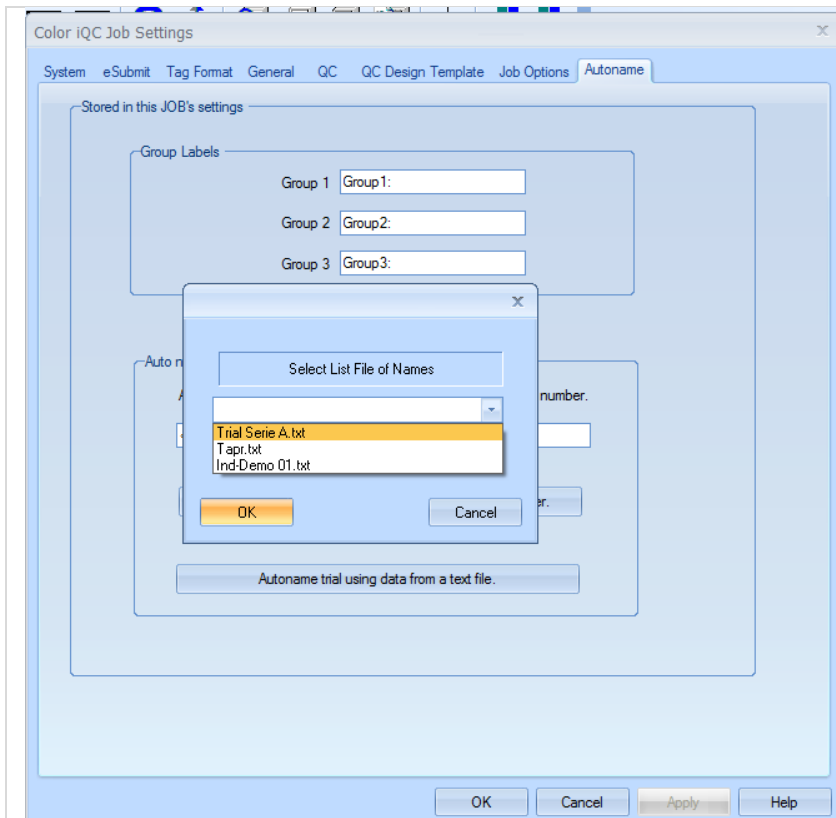 Color iQC Job Settings
x
System eSubmit Tag Format General QC QC Design Template Job Options Autoname
Stored in this JOB's settings
Group Labels
Group 1 Group1:
Group 2 Group2:
Group 3 Group3:
x
Auto n
Select List File of Names
number.
Trial Serie A.txt
Tapr.txt
Ind-Demo 01.txt
er.
OK Cancel
Autoname trial using data from a text file.
OK Cancel Apply Help